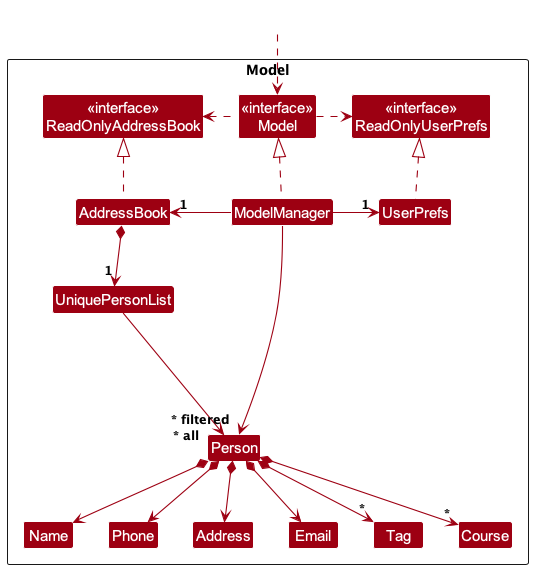 Model
«interface»
ReadOnlyAddressBook
«interface»
Model
«interface»
ReadOnlyUserPrefs
AddressBook
1
ModelManager
1
UserPrefs
1
UniquePersonList
* filtered
* all
Person
*
*
Name
Phone
Address
Email
Tag
Course